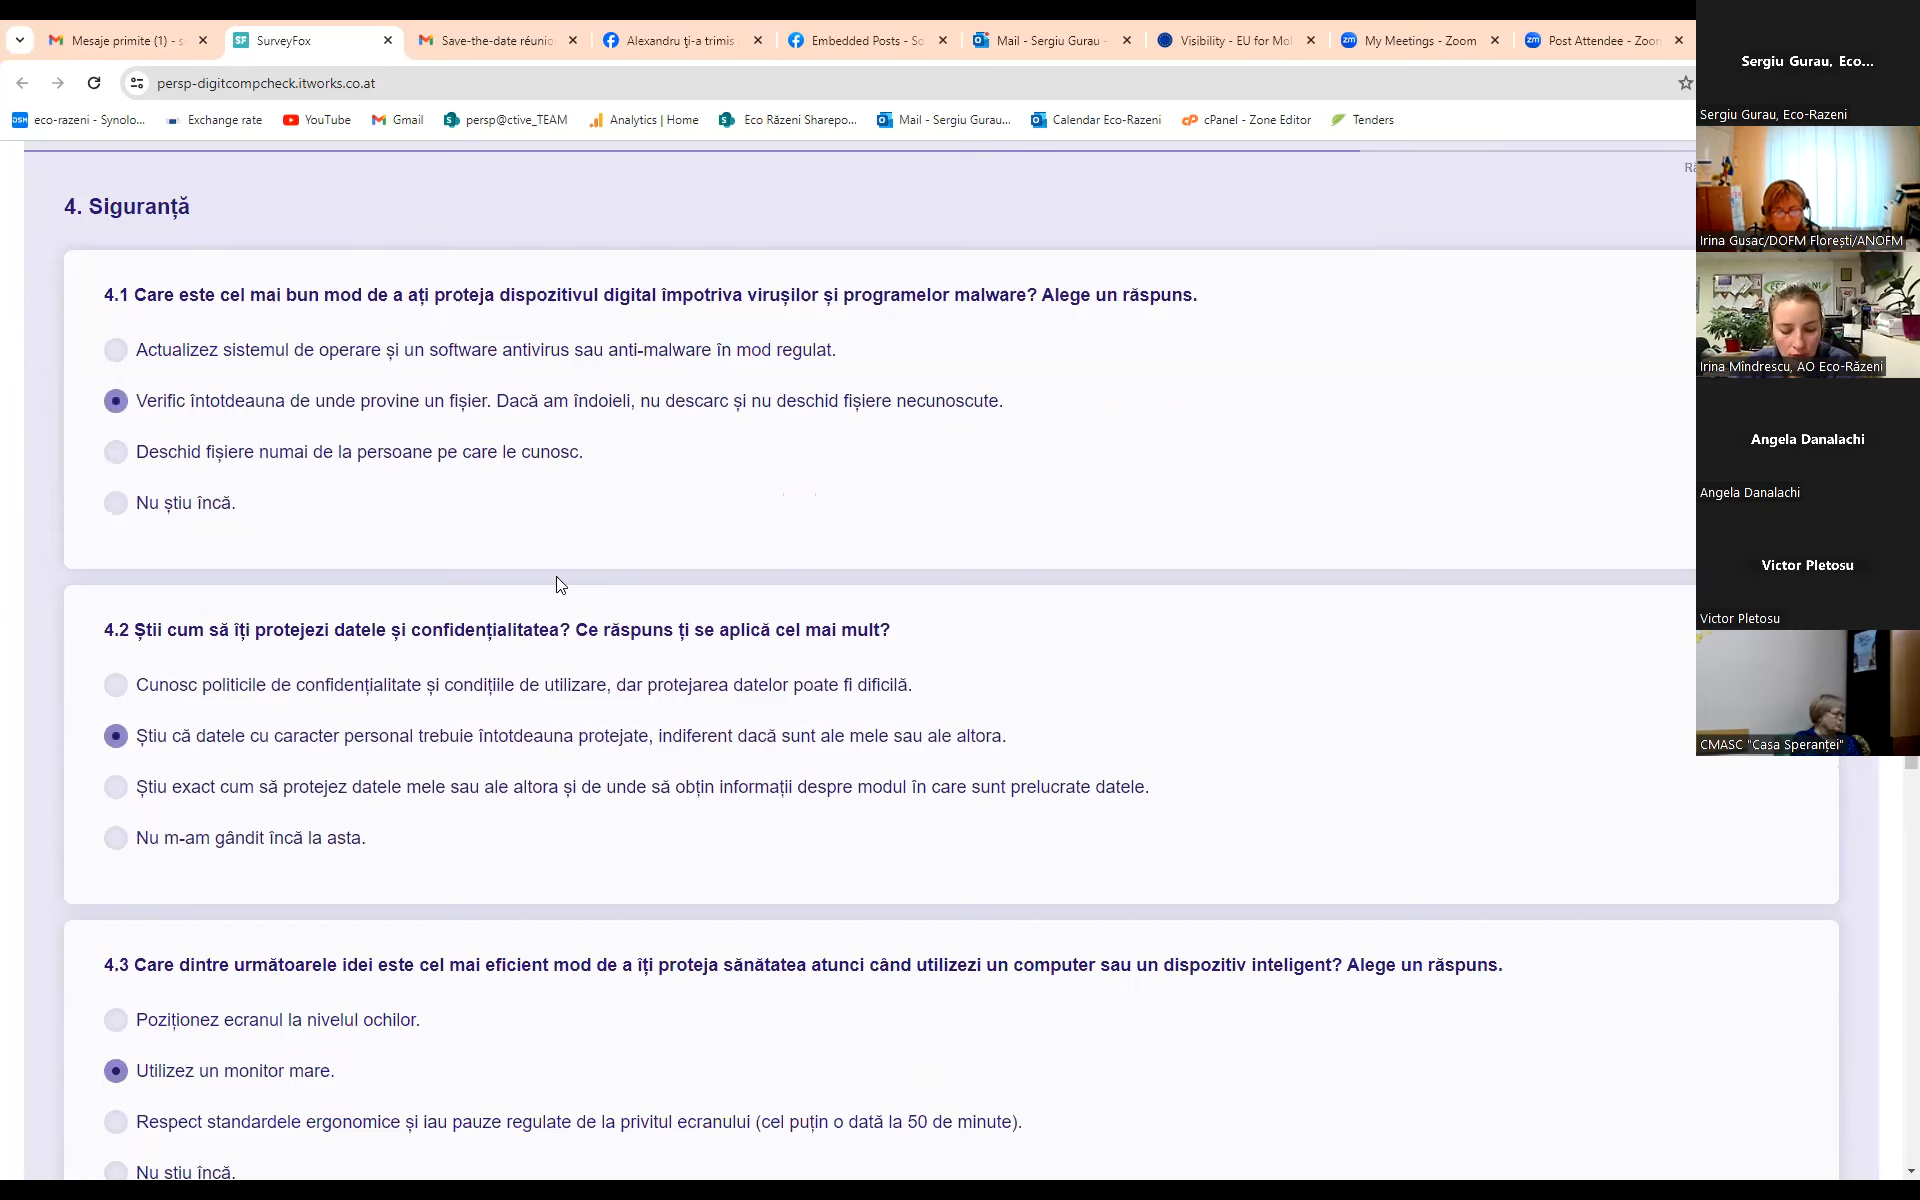 Mesaje primite (1) - s
SurveyFox
Save-the-date réunio
Alexandru ți-a trimis
Embedded Posts - So
Mail - Sergiu Gurau -
Visibility - EU for Mol
My Meetings - Zoom
Post Attendee - Zoom
persp-digitcompcheck.itworks.co.at
eco-razeni - Synolo...
Exchange rate
YouTube
Gmail
persp@ctive_TEAM
Analytics | Home
Eco Răzeni Sharepo...
Mail - Sergiu Gurau...
Calendar Eco-Razeni
cPanel - Zone Editor
Tenders
4. Siguranță
4.1 Care este cel mai bun mod de a ați proteja dispozitivul digital împotriva virușilor și programelor malware? Alege un răspuns.
Actualizez sistemul de operare și un software antivirus sau anti-malware în mod regulat.
Verific întotdeauna de unde provine un fișier. Dacă am îndoieli, nu descarc și nu deschid fișiere necunoscute.
Deschid fișiere numai de la persoane pe care le cunosc.
Nu știu încă.
4.2 Știi cum să îți protejezi datele și confidențialitatea? Ce răspuns ți se aplică cel mai mult?
Cunosc politicile de confidențialitate și condițiile de utilizare, dar protejarea datelor poate fi dificilă.
Știu că datele cu caracter personal trebuie întotdeauna protejate, indiferent dacă sunt ale mele sau ale altora.
Știu exact cum să protejez datele mele sau ale altora și de unde să obțin informații despre modul în care sunt prelucrate datele.
Nu m-am gândit încă la asta.
4.3 Care dintre următoarele idei este cel mai eficient mod de a îți proteja sănătatea atunci când utilizezi un computer sau un dispozitiv inteligent? Alege un răspuns.
Poziționez ecranul la nivelul ochilor.
Utilizez un monitor mare.
Respect standardele ergonomice și iau pauze regulate de la privitul ecranului (cel puțin o dată la 50 de minute).
Nu știu încă.
Sergiu Gurau, Eco...
Sergiu Gurau, Eco-Razeni
Irina Gusac/DOFM Florești/ANOFM
Irina Mîndrescu, AO Eco-Răzeni
Angela Danalachi
Angela Danalachi
Victor Pletosu
Victor Pletosu
CMASC "Casa Speranței"